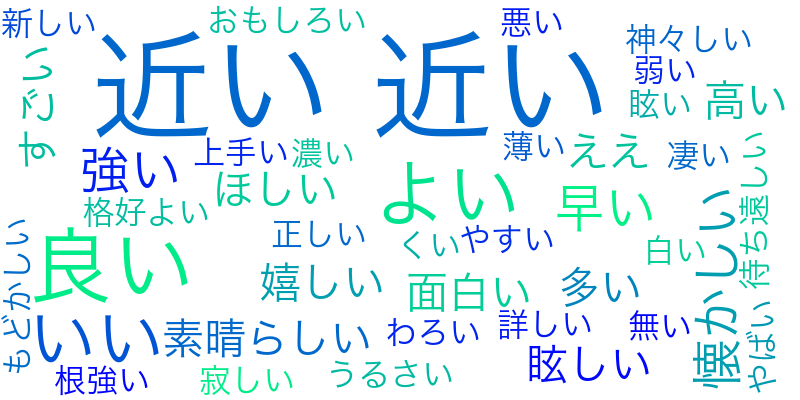 新しい
おもしろい
悪い
神々しい
すごい
近い 近い
弱い
眩い
高い
強い
上手い
濃い
薄い
ええ
凄い
格好よい
ほしい
よい
早い
待ち遠しい
正しい
くい
やすい
白い
もどかしい
良い
嬉しい
面白い
多い
懐かしい
いい
素晴らしい
わろい
詳しい
無い
やばい
根強い
寂しい
うるさい
眩しい